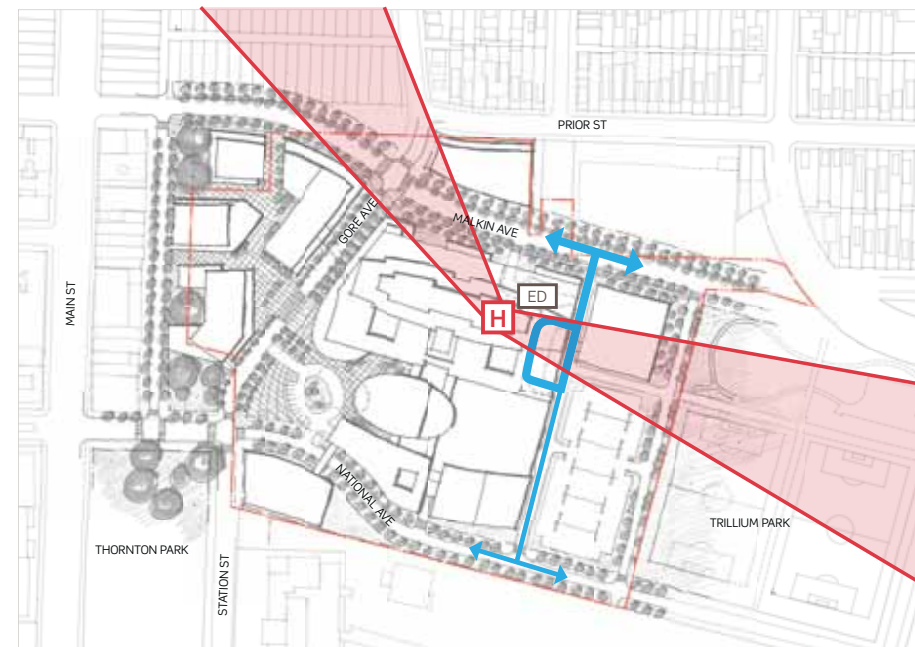 PRIOR ST
MALKIN AVE
GORE AVE
ED
H
MAIN ST
NATIONAL AVE
TRILLIUM PARK
THORNTON PARK
STATION ST